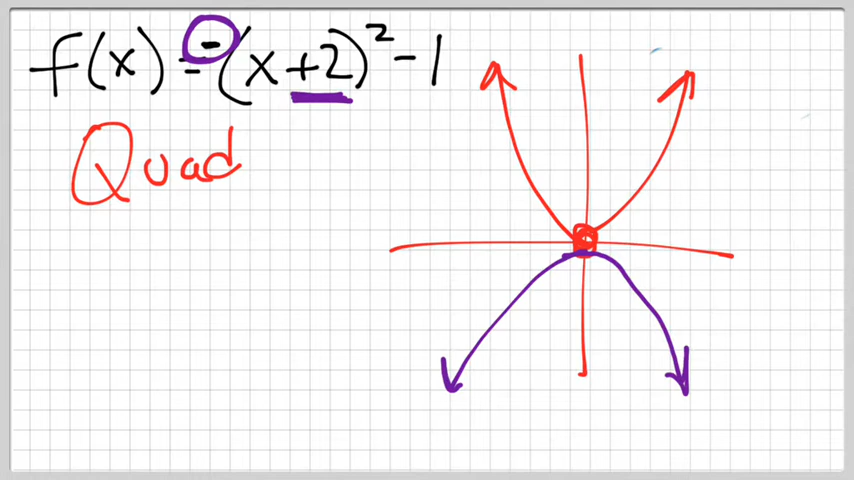 f(x) = -(x+2)² - 1
Quad